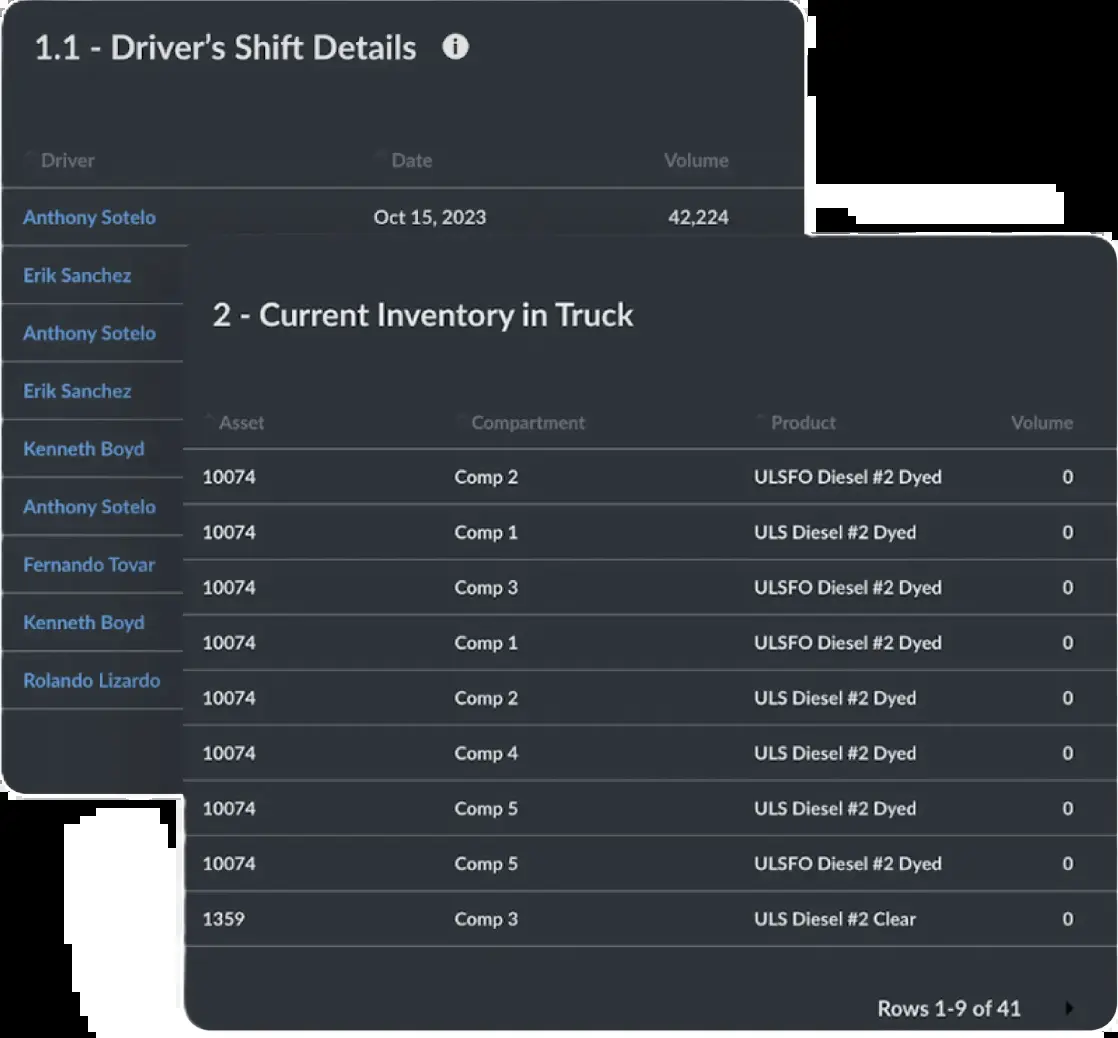 1.1 - Driver's Shift Details
Driver Date Volume
Anthony Sotelo Oct 15, 2023 42,224
Erik Sanchez
Anthony Sotelo
Erik Sanchez
Kenneth Boyd
Anthony Sotelo
Fernando Tovar
Kenneth Boyd
Rolando Lizardo
2 - Current Inventory in Truck
Asset Compartment Product Volume
10074 Comp 2 ULSFO Diesel #2 Dyed 0
10074 Comp 1 ULS Diesel #2 Dyed 0
10074 Comp 3 ULSFO Diesel #2 Dyed 0
10074 Comp 1 ULSFO Diesel #2 Dyed 0
10074 Comp 2 ULS Diesel #2 Dyed 0
10074 Comp 4 ULS Diesel #2 Dyed 0
10074 Comp 5 ULS Diesel #2 Dyed 0
10074 Comp 5 ULSFO Diesel #2 Dyed 0
1359 Comp 3 ULS Diesel #2 Clear 0
Rows 1-9 of 41